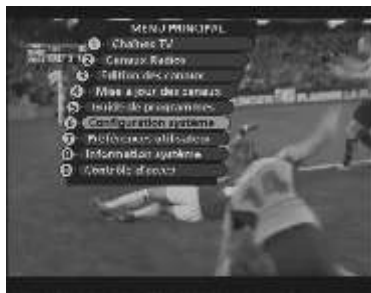 MENU PRINCIPAL
1 Chaînes TV
2 Canaux Radios
3 Edition des canaux
4 Mise à jour des canaux
5 Guide de programmes
6 Configuration système
7 Préférences utilisateur
8 Information système
9 Contrôle d'accès